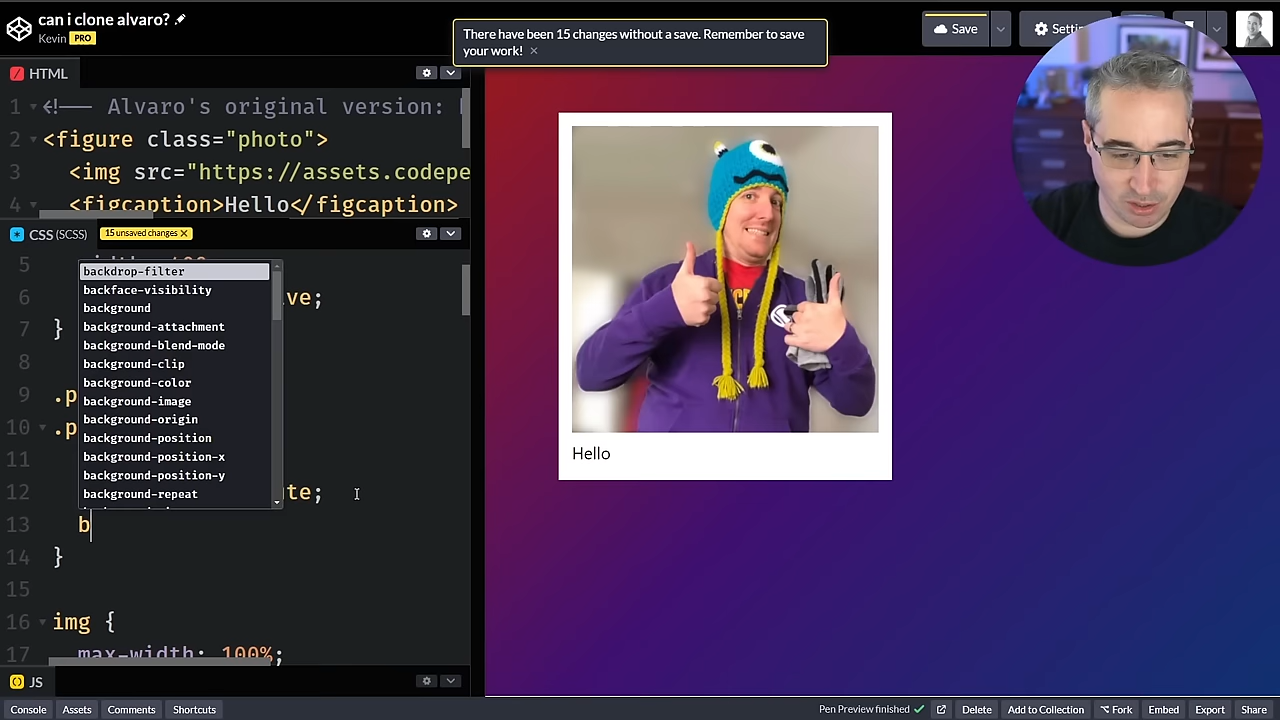 can i clone alvaro?
Kevin PRO
There have been 15 changes without a save. Remember to save
your work! ×
Save
HTML
1 <!-- Alvaro's original version:
2 <figure class="photo">
3 <img src="https://assets.codepe
4 <figcaption>Hello</figcaption>
CSS (SCSS)
15 unsaved changes ×
5
6 ve;
7 }
8
9 .p
10 .p
11
12 te;
13 b
14 }
15
16 img {
17 max-width: 100%;
backdrop-filter
backface-visibility
background
background-attachment
background-blend-mode
background-clip
background-color
background-image
background-origin
background-position
background-position-x
background-position-y
background-repeat
Hello
JS
Console
Assets
Comments
Shortcuts
Pen Preview finished
Delete
Add to Collection
Fork
Embed
Export
Share